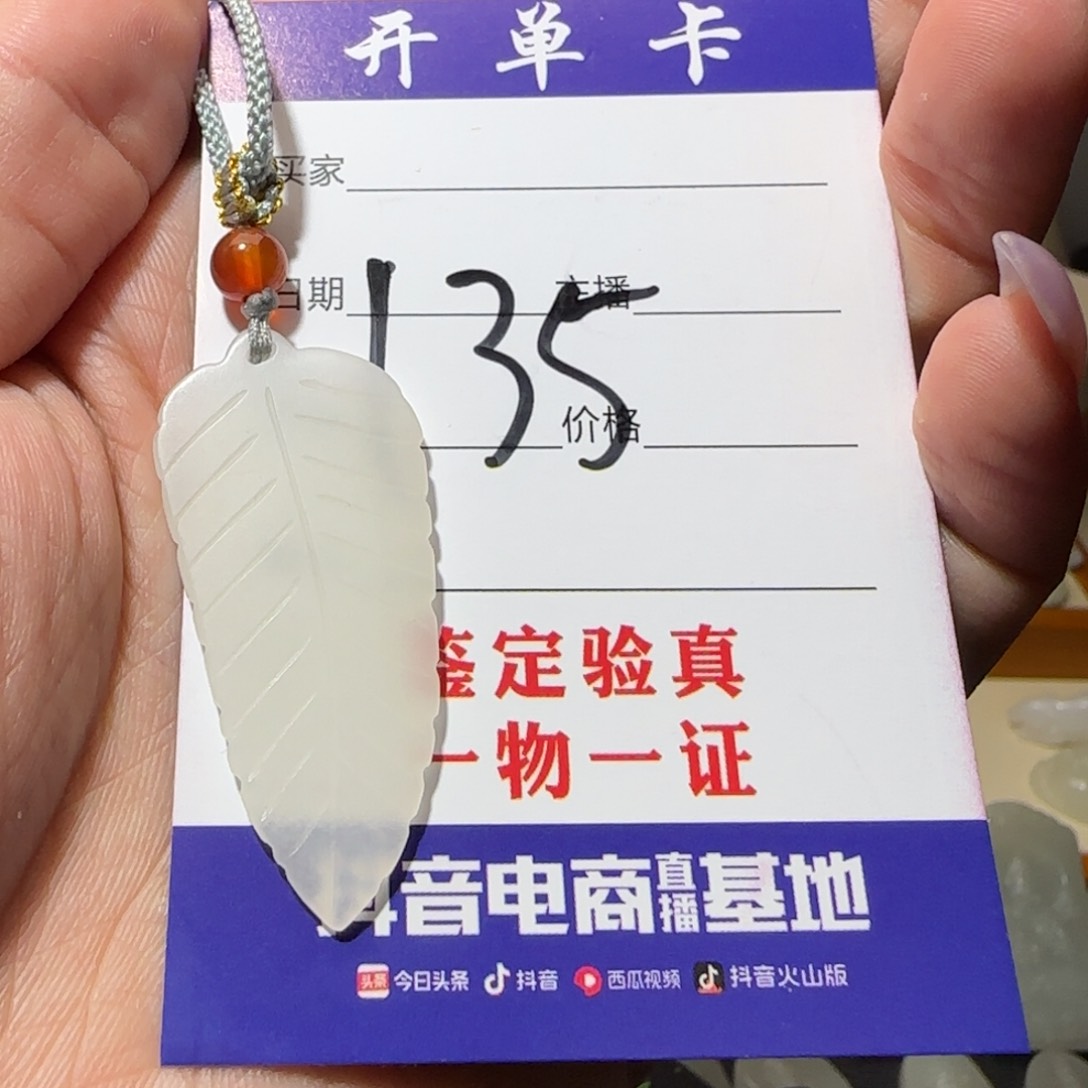 开单卡
买家
日期 主播
135
价格
鉴定验真
一物一证
抖音电商直播基地
头条 今日头条 抖音 西瓜视频 抖音火山版